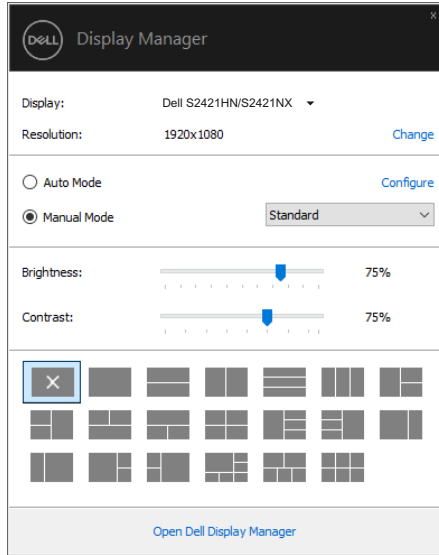 x
DELL Display Manager
Display: Dell S2421HN/S2421NX
Resolution: 1920x1080 Change
Auto Mode Configure
Manual Mode Standard
Brightness: 75%
Contrast: 75%
Open Dell Display Manager